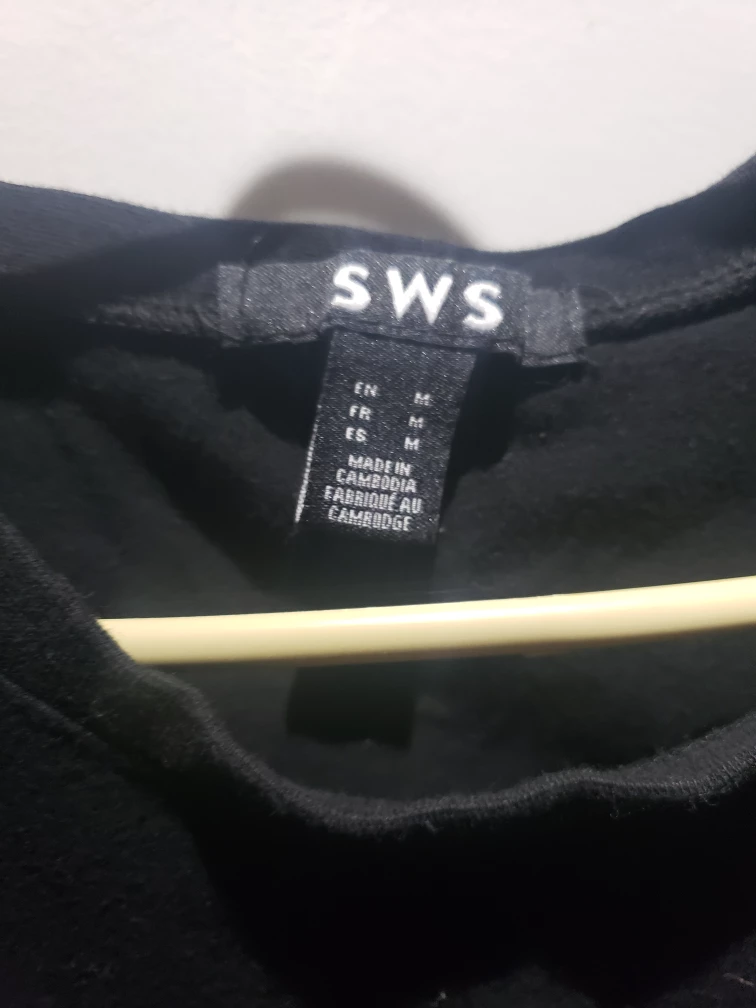 SWS
EN M
FR M
ES M
MADE IN
CAMBODIA
FABRIQUÉ AU
CAMBODGE